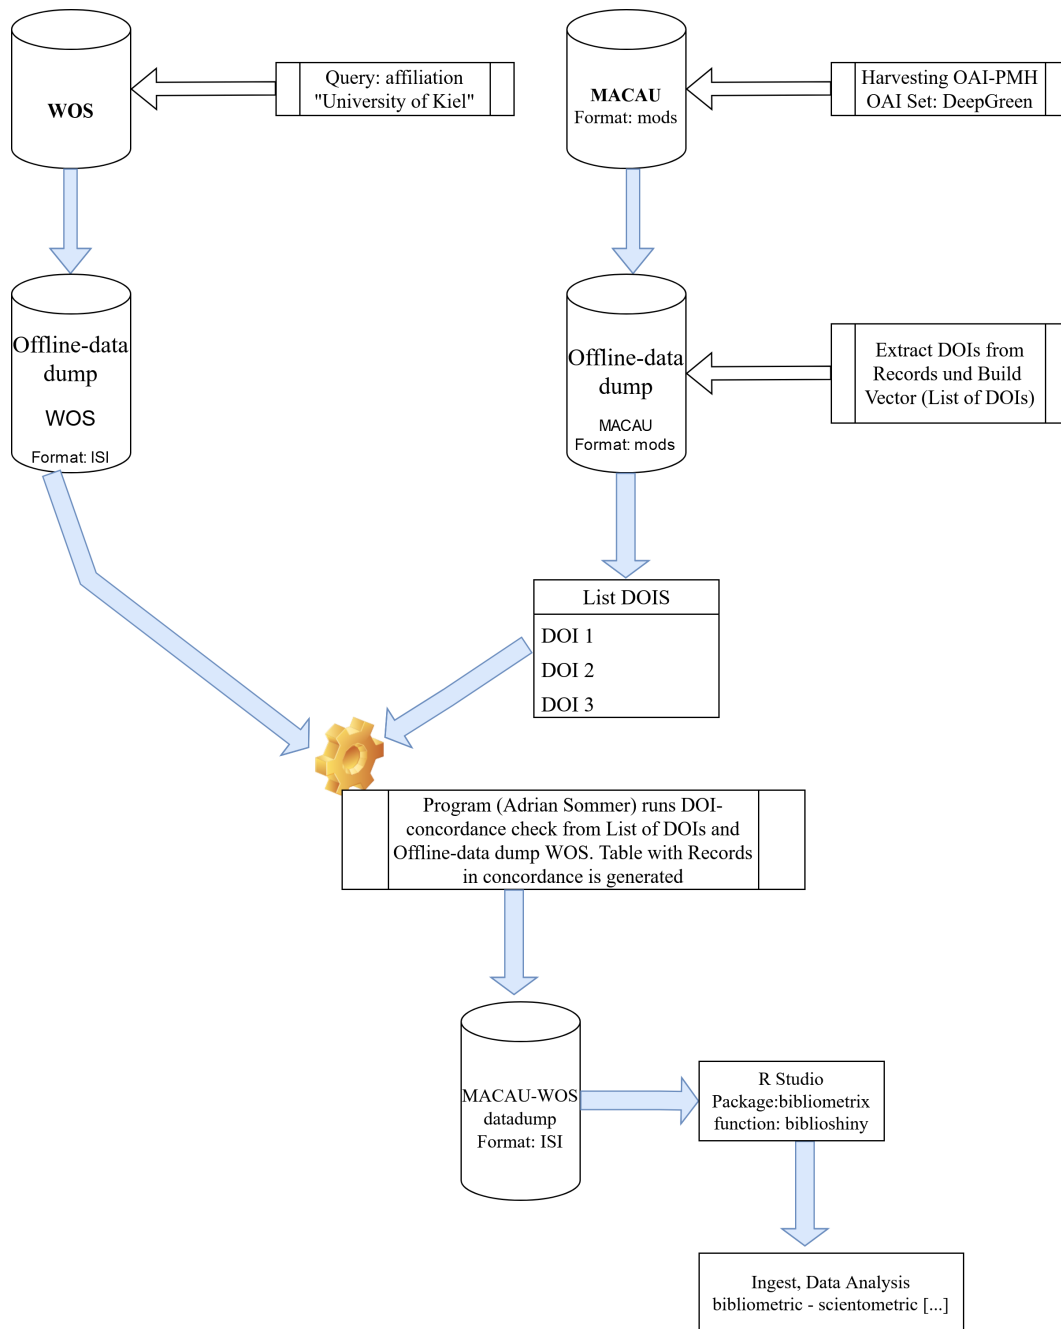 WOS
Query: affiliation
"University of Kiel"
MACAU
Format: mods
Harvesting OAI-PMH
OAI Set: DeepGreen
Offline-data
dump
WOS
Format: ISI
Offline-data
dump
MACAU
Format: mods
Extract DOIs from
Records und Build
Vector (List of DOIs)
List DOIS
DOI 1
DOI 2
DOI 3
Program (Adrian Sommer) runs DOI-
concordance check from List of DOIs and
Offline-data dump WOS. Table with Records
in concordance is generated
MACAU-WOS
datadump
Format: ISI
R Studio
Package:bibliometrix
function: biblioshiny
Ingest, Data Analysis
bibliometric - scientometric [...]